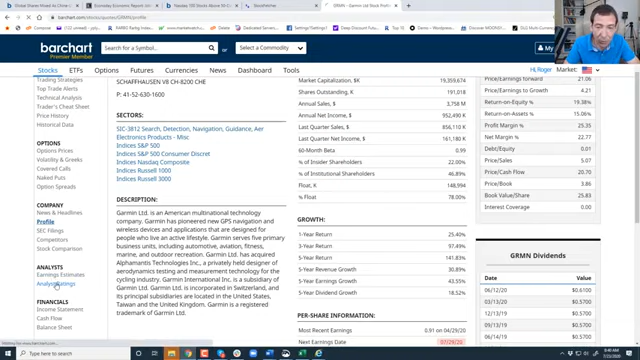 Nasdaq 100 Stocks Above 50-D
StockFetcher
GRMN - Garmin Ltd Stock Prof
barchart.com/stocks/quotes/GRMN/profile
barchart
Premier Member
Search for a Symbol
Select a Commodity
My
Stocks ETFs Options Futures Currencies News Dashboard Tools
Hi Roger Market:
Trading Strategies
Top Trade Alerts
Technical Analysis
Trader's Cheat Sheet
Price History
Historical Data
OPTIONS
Options Prices
Volatility & Greeks
Covered Calls
Naked Puts
Option Spreads
COMPANY
News & Headlines
Profile
SEC Filings
Competitors
Stock Comparison
ANALYSTS
Earnings Estimates
Analyst Ratings
FINANCIALS
Income Statement
Cash Flow
Balance Sheet
SCHAFFHAUSEN V8 CH-8200 CHE
P: 41-52-630-1600
SECTORS:
SIC-3812 Search, Detection, Navigation, Guidance, Aer
Electronics Products - Misc
Indices S&P 500
Indices S&P 500 Consumer Discret
Indices Nasdaq Composite
Indices Russell 1000
Indices Russell 3000
DESCRIPTION:
Garmin Ltd. is an American multinational technology
company. Garmin has pioneered new GPS navigation and
wireless devices and applications that are designed for
people who live an active lifestyle. Garmin serves five primary
business units, including automotive, aviation, fitness,
marine, and outdoor recreation. Garmin Ltd. has acquired
Alphamantis Technologies Inc., a privately held designer of
aerodynamics testing and measurement technology for the
cycling industry. Garmin International Inc. is a subsidiary of
Garmin Ltd. Garmin is incorporated in Switzerland, and
its principal subsidiaries are located in the United States,
Taiwan and the United Kingdom. Garmin is a registered
trademark of Garmin Ltd.
Market Capitalization, $K 19,359,674
Shares Outstanding, K 191,018
Annual Sales, $ 3,758 M
Annual Net Income, $ 952,490 K
Last Quarter Sales, $ 856,110 K
Last Quarter Net Income, $ 161,180 K
60-Month Beta 0.99
% of Insider Shareholders 22.00%
% of Institutional Shareholders 46.89%
Float, K 148,994
% Float 78.00%
GROWTH:
1-Year Return 25.40%
3-Year Return 97.49%
5-Year Return 141.33%
5-Year Revenue Growth 30.89%
5-Year Earnings Growth 43.55%
5-Year Dividend Growth 18.52%
PER-SHARE INFORMATION:
Most Recent Earnings 0.91 on 04/29/20
Next Earnings Date 07/29/20
Price/Earnings forward 21.06
Price/Earnings to Growth 4.21
Return-on-Equity % 19.38%
Return-on-Assets % 15.06%
Profit Margin % 25.35
Net Margin % 22.77
Debt/Equity 0.01
Price/Sales 5.07
Price/Cash Flow 20.70
Price/Book 3.86
Book Value/Share 25.83
Interest Coverage 0.00
GRMN Dividends
Date Value
06/12/20 $0.6100
03/13/20 $0.5700
12/13/19 $0.5700
09/13/19 $0.5700
06/14/19 $0.5700
Type here to search